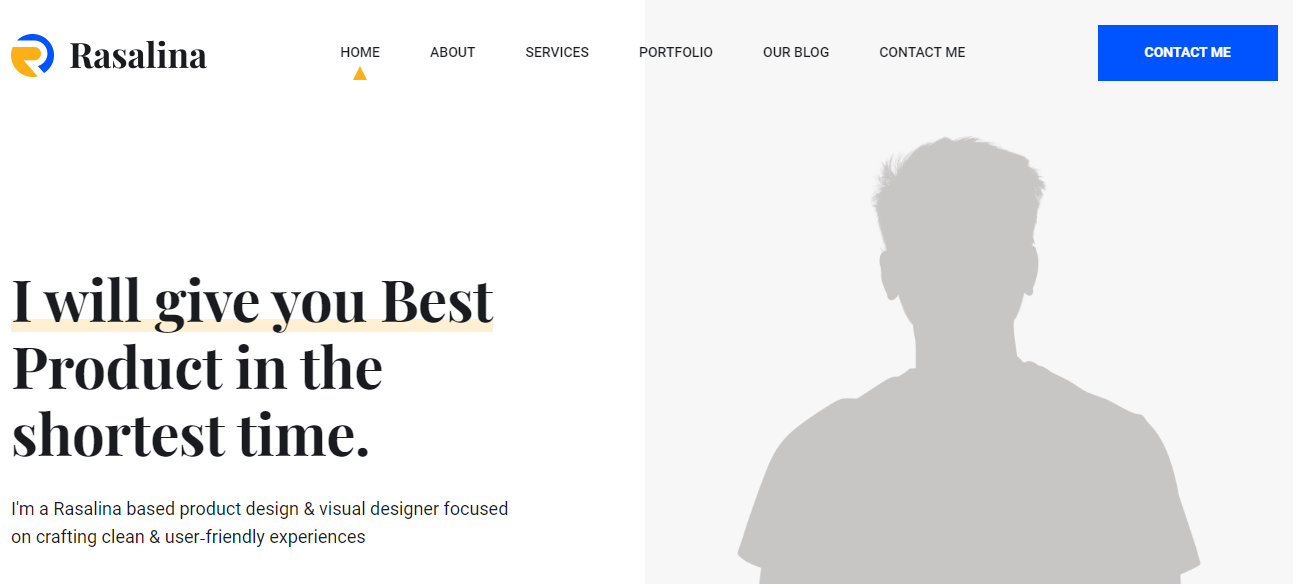 Rasalina
HOME ABOUT SERVICES PORTFOLIO OUR BLOG CONTACT ME
CONTACT ME
I will give you Best
Product in the
shortest time.
I'm a Rasalina based product design & visual designer focused
on crafting clean & user-friendly experiences